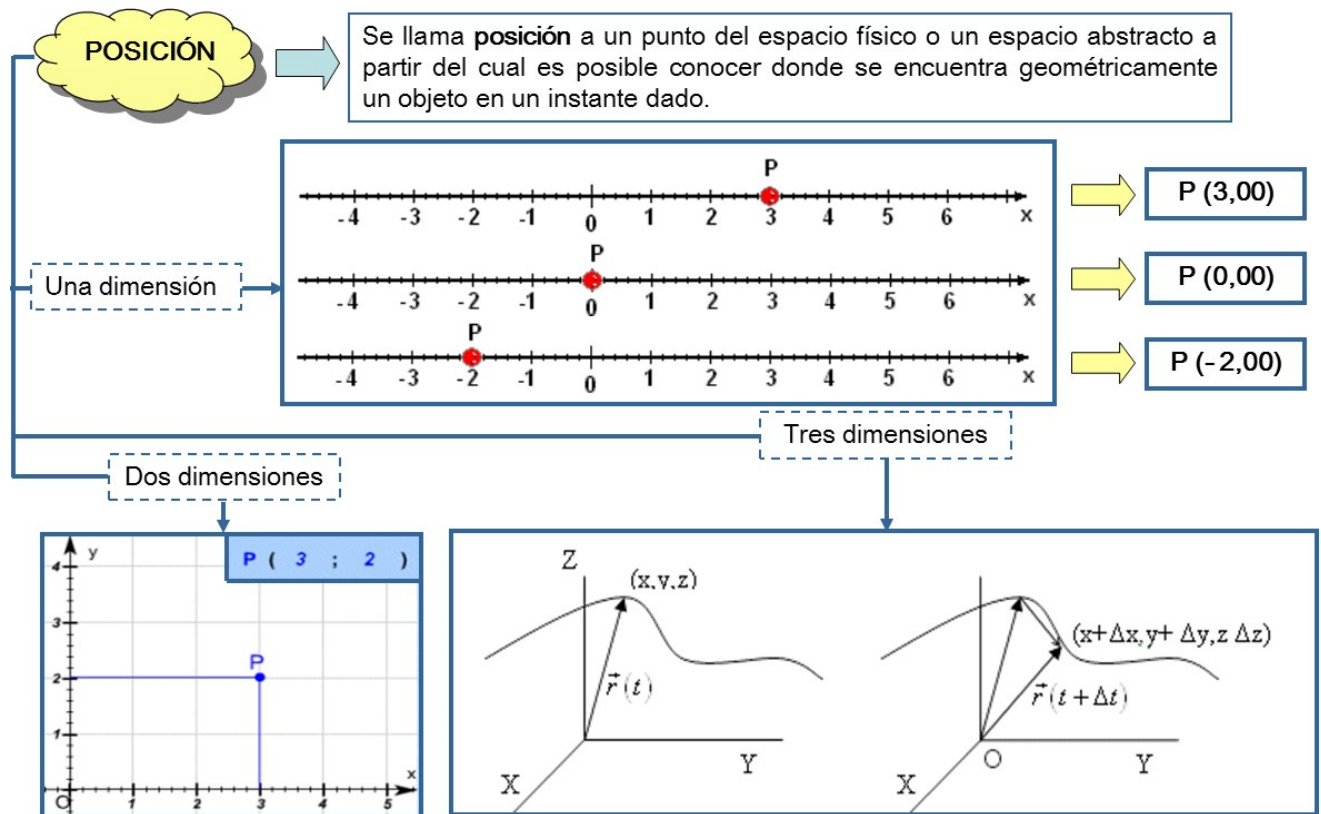 POSICIÓN
Se llama posición a un punto del espacio físico o un espacio abstracto a
partir del cual es posible conocer donde se encuentra geométricamente
un objeto en un instante dado.
Una dimensión
P
-4 -3 -2 -1 0 1 2 3 4 5 6 x
P (3,00)
P
-4 -3 -2 -1 0 1 2 3 4 5 6 x
P (0,00)
P
-4 -3 -2 -1 0 1 2 3 4 5 6 x
P (-2,00)
Tres dimensiones
Dos dimensiones
P ( 3 ; 2 )
y
4
3
P
2
1
x
O 1 2 3 4 5
Z
(x,y,z)
r⃗(t)
Y
X
(x+Δx,y+ Δy,z Δz)
r⃗(t + Δt)
O
Y
X